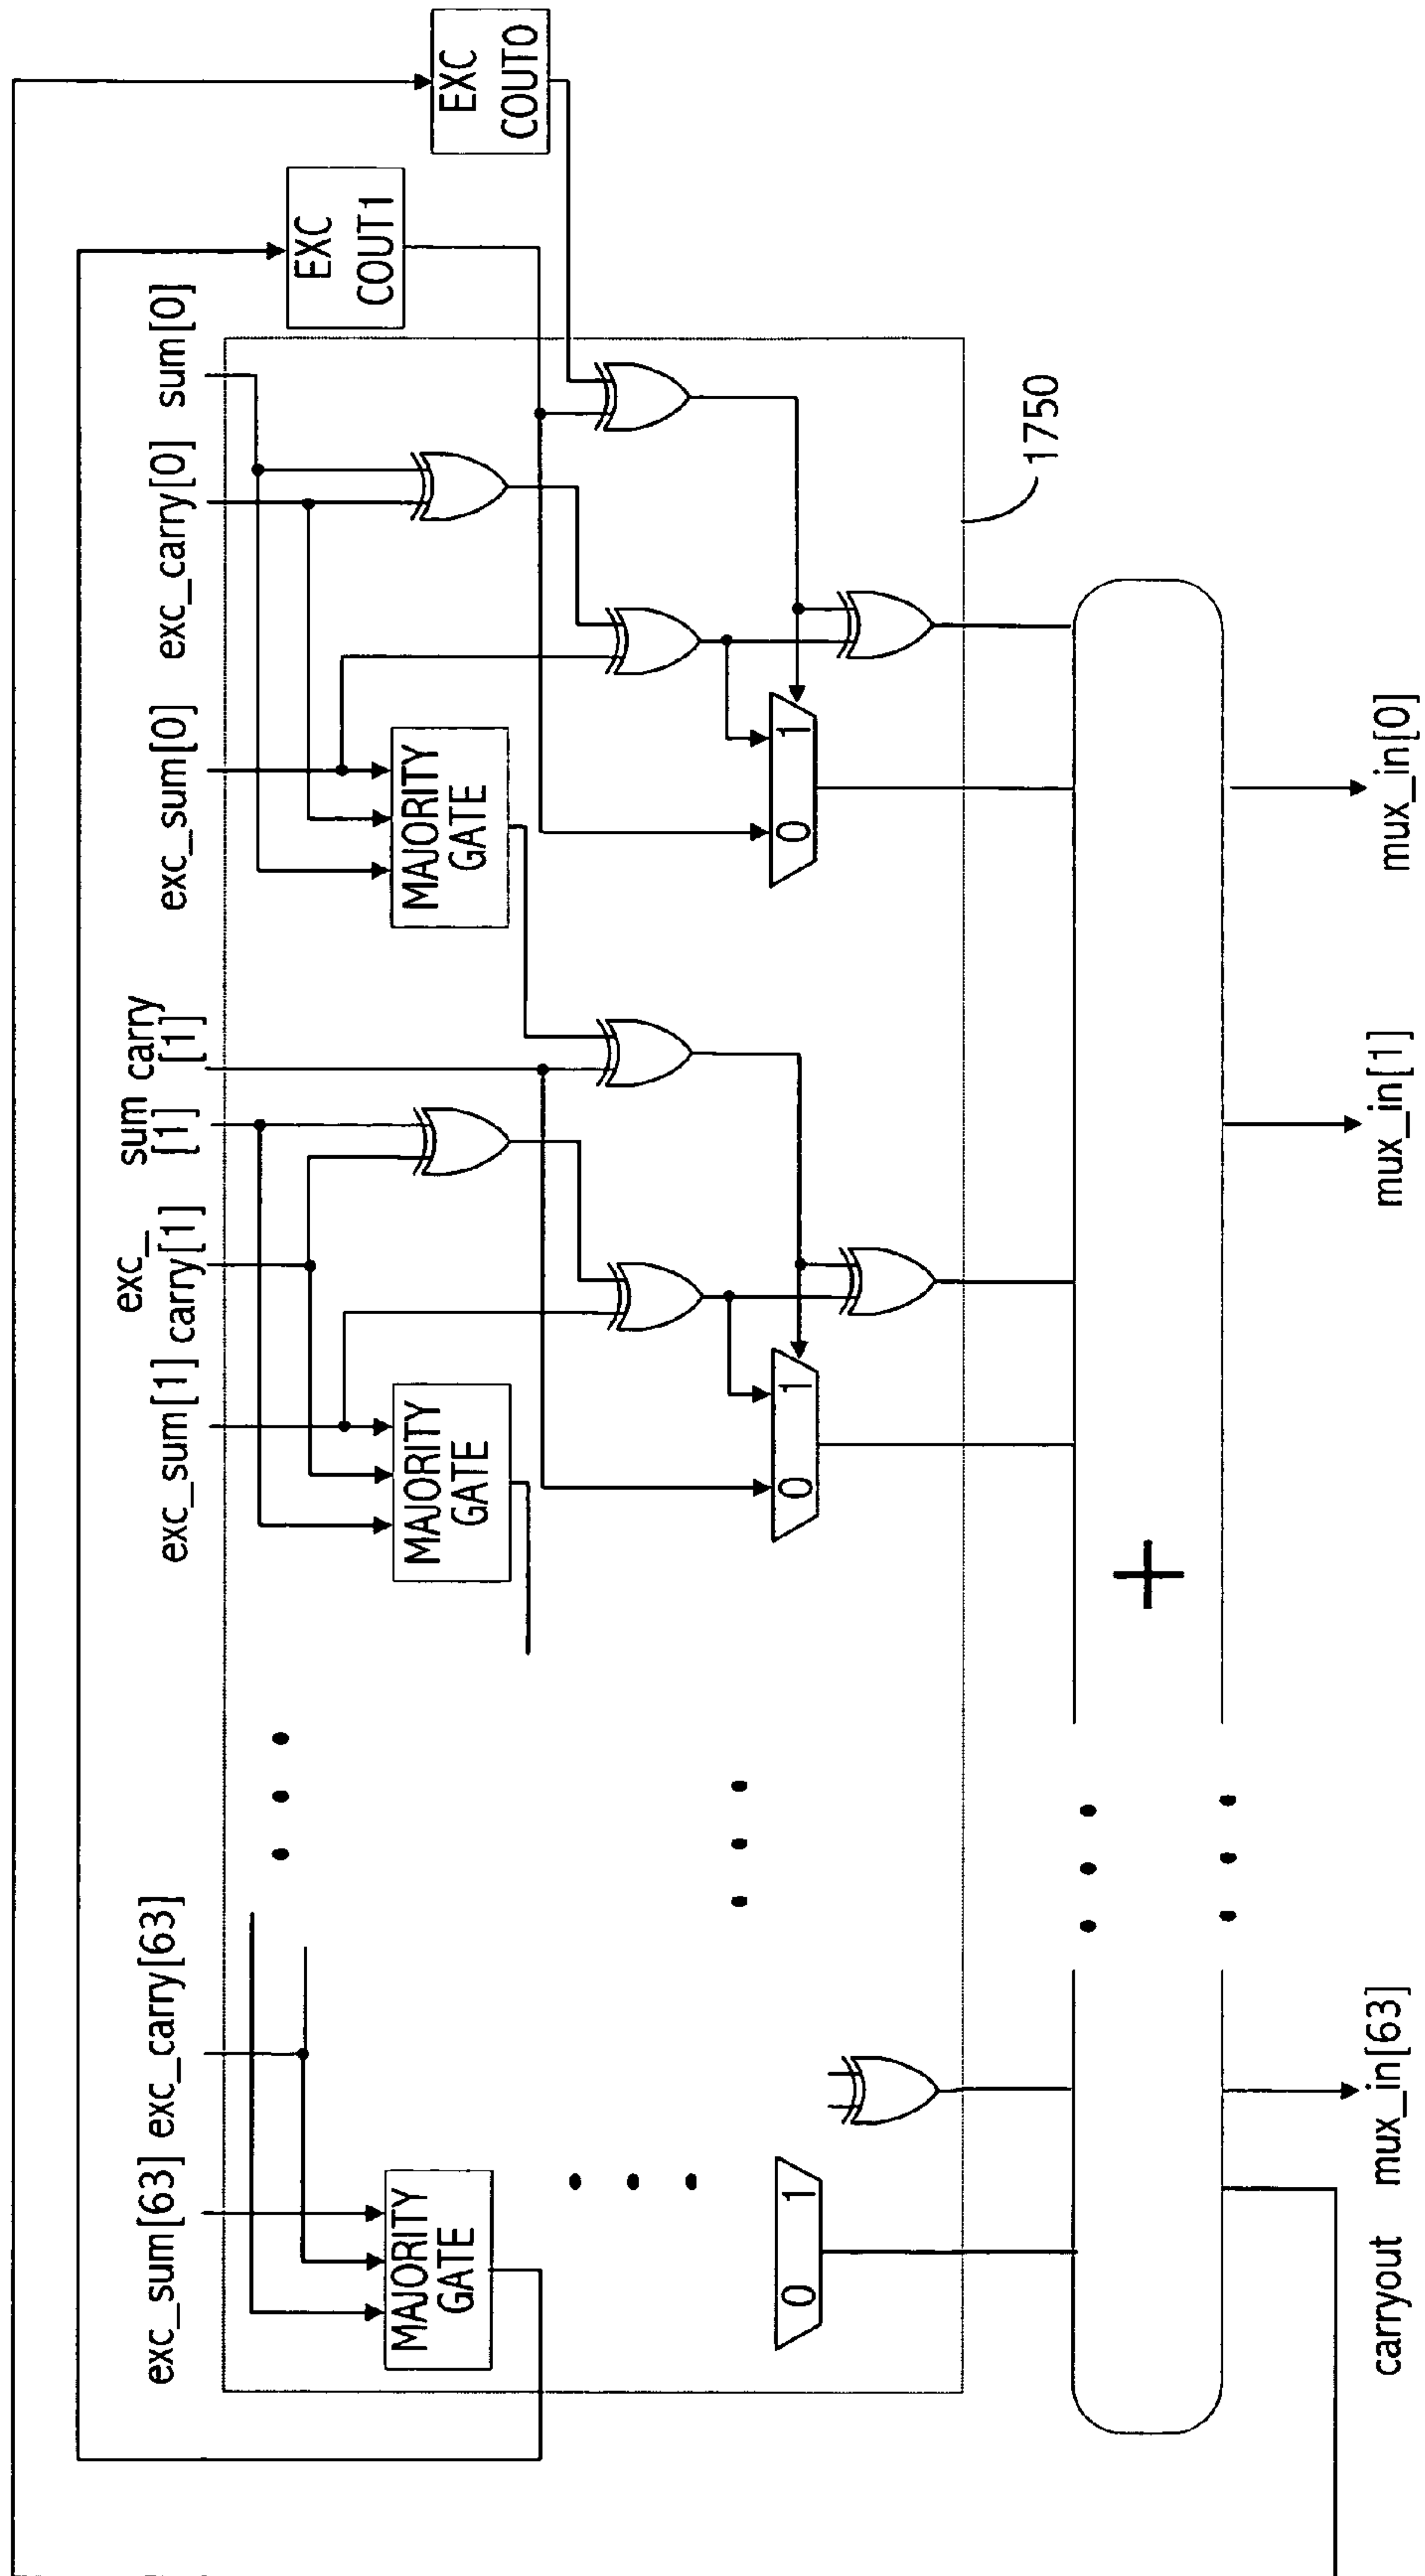 EXC
COUT0
EXC
COUT1
exc_sum[63]
exc_carry[63]
exc_sum[1]
exc_
carry[1]
sum
[1]
carry
[1]
exc_sum[0]
exc_carry[0]
sum[0]
MAJORITY
GATE
MAJORITY
GATE
MAJORITY
GATE
0 1
0 1
0 1
1750
+
carryout
mux_in[63]
mux_in[1]
mux_in[0]